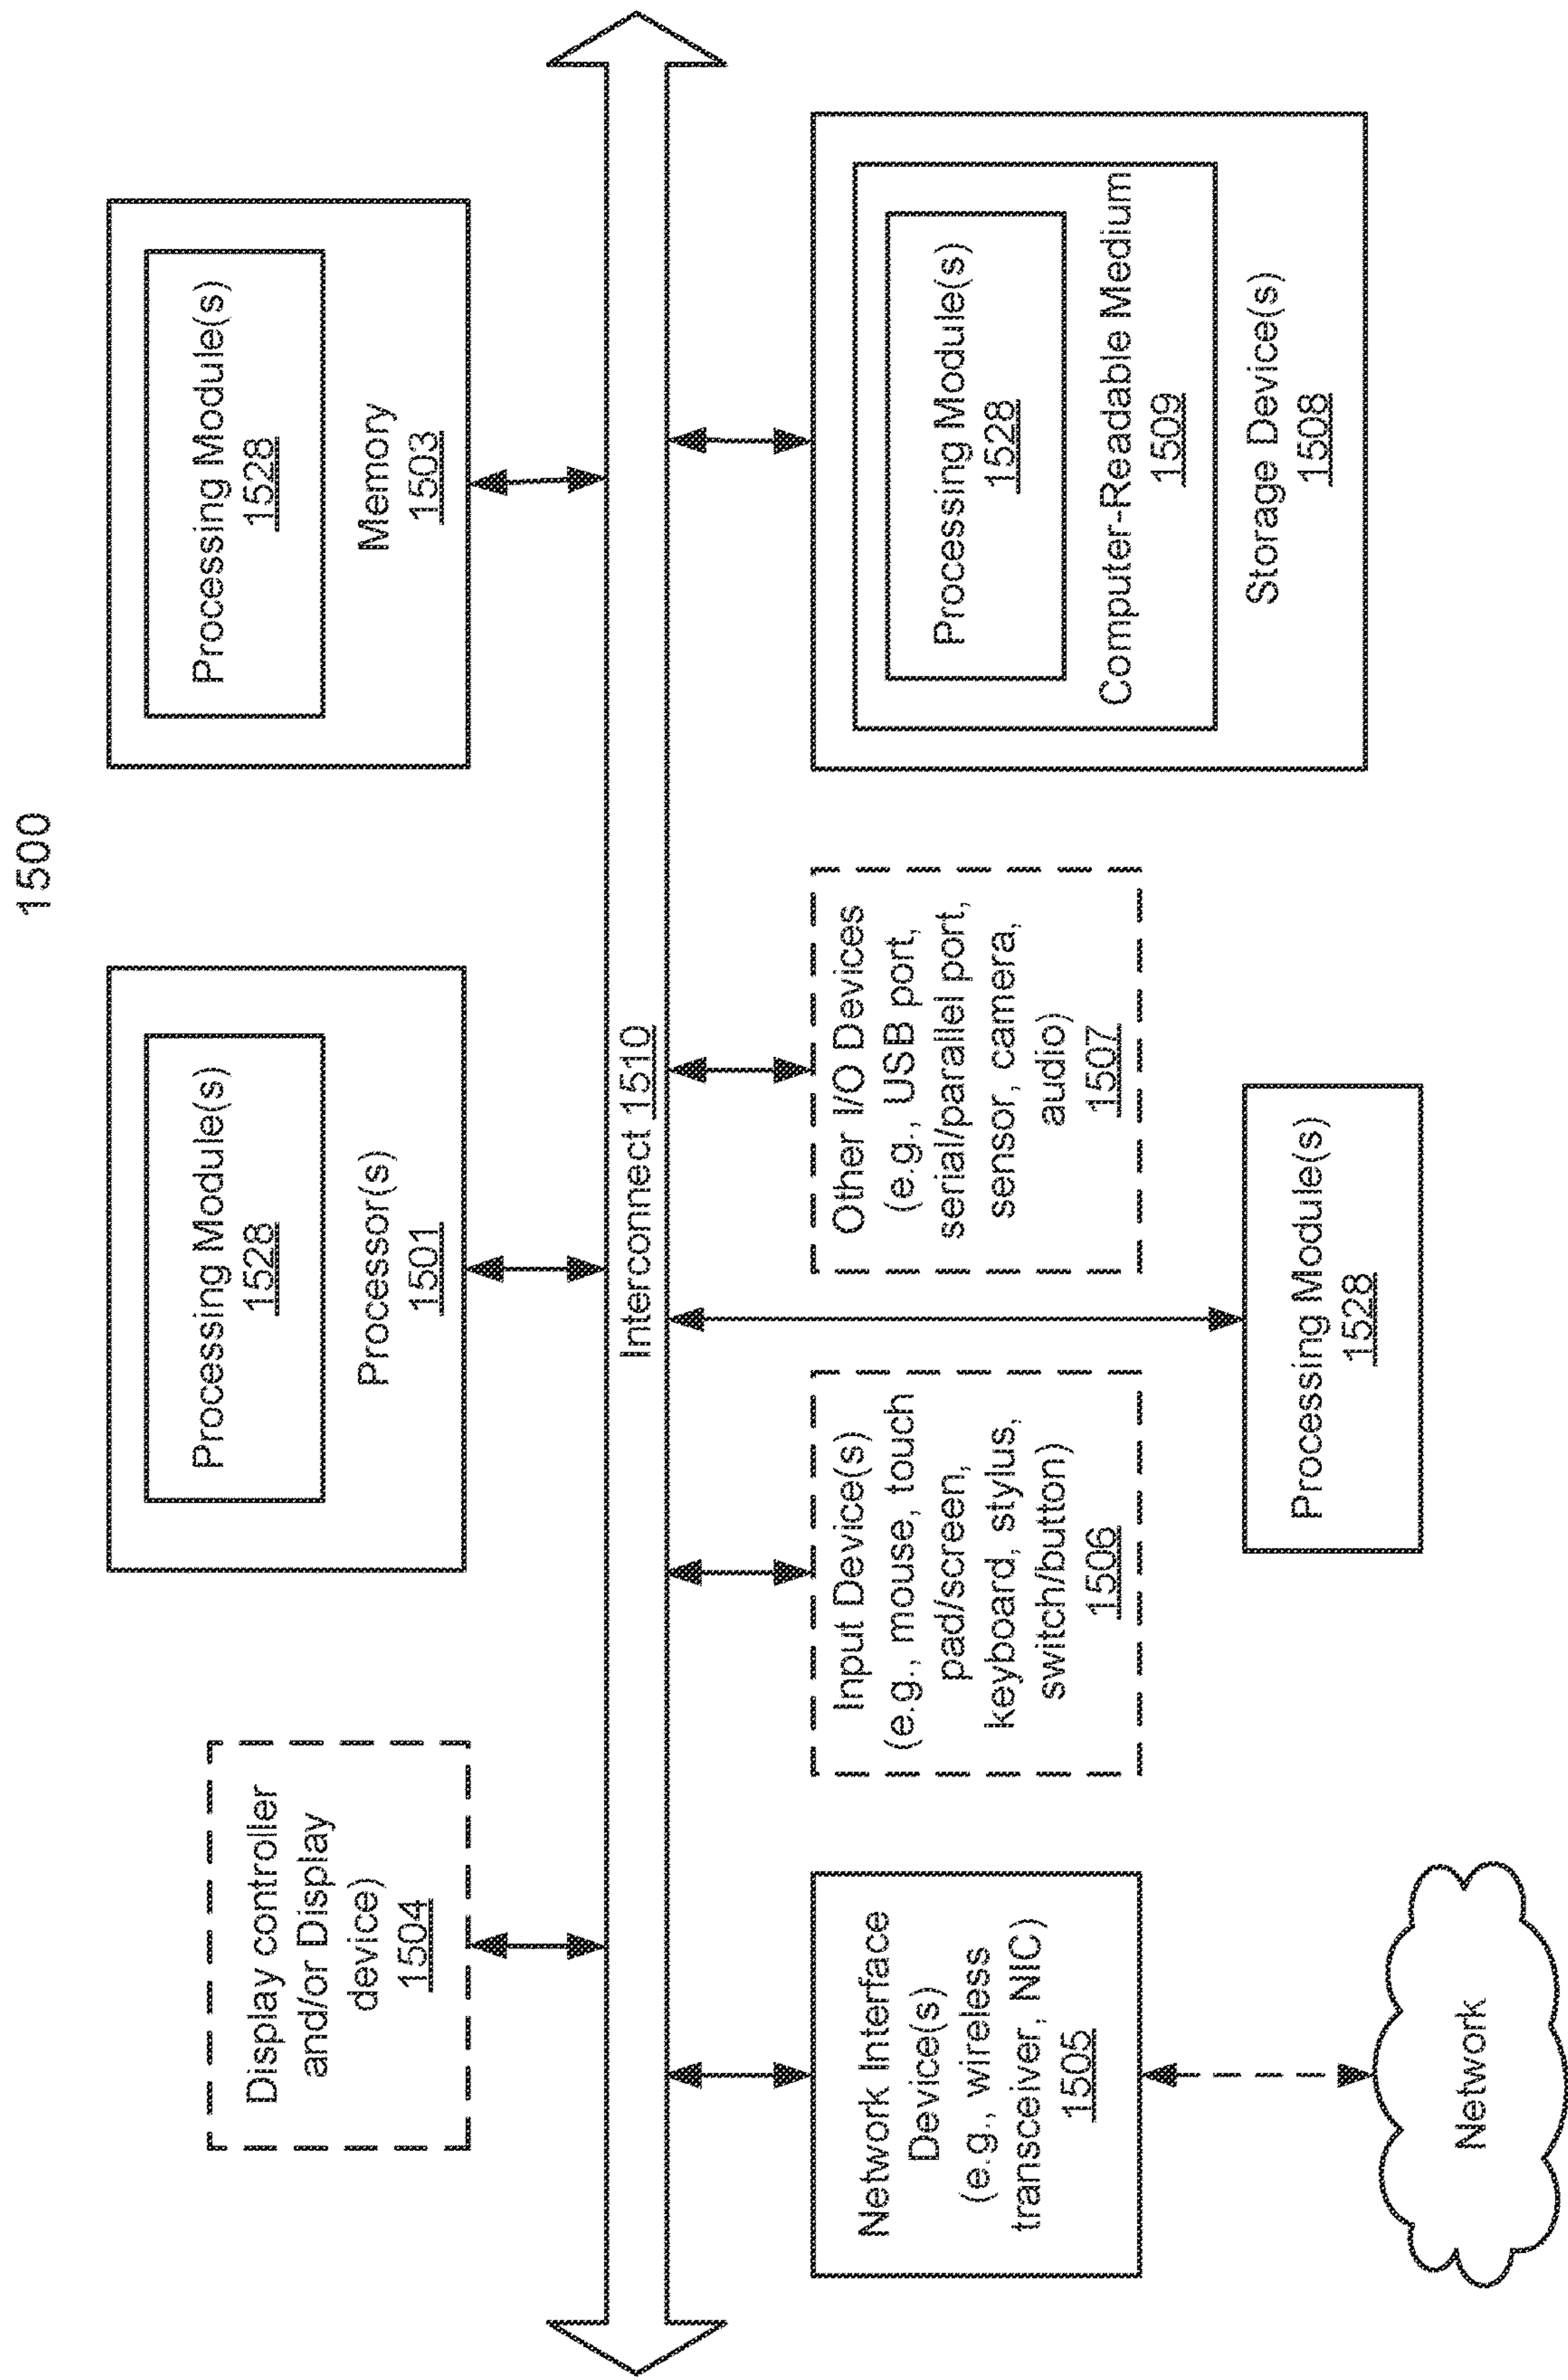 1500
Display controller
and/or Display
device)
1504
Processing Module(s)
1528
Processor(s)
1501
Processing Module(s)
1528
Memory
1503
Interconnect 1510
Network Interface
Device(s)
(e.g., wireless
transceiver, NIC)
1505
Input Device(s)
(e.g., mouse, touch
pad/screen,
keyboard, stylus,
switch/button)
1506
Other I/O Devices
(e.g., USB port,
serial/parallel port,
sensor, camera,
audio)
1507
Processing Module(s)
1528
Computer-Readable Medium
1509
Storage Device(s)
1508
Processing Module(s)
1528
Network